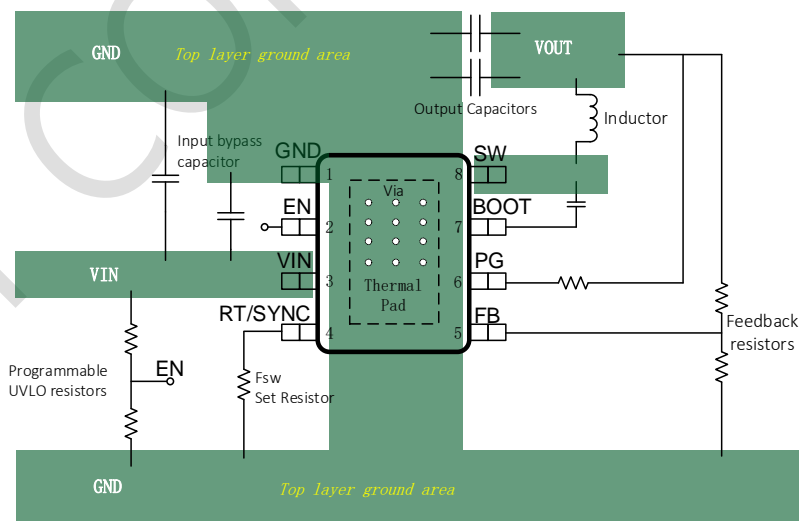 GND
Top layer ground area
VOUT
Output Capacitors
Inductor
Input bypass
capacitor
GND
1
SW
8
Via
EN
2
BOOT
7
VIN
VIN
3
PG
6
Thermal
Pad
RT/SYNC
4
FB
5
Feedback
resistors
Programmable
UVLO resistors
EN
Fsw
Set Resistor
GND
Top layer ground area